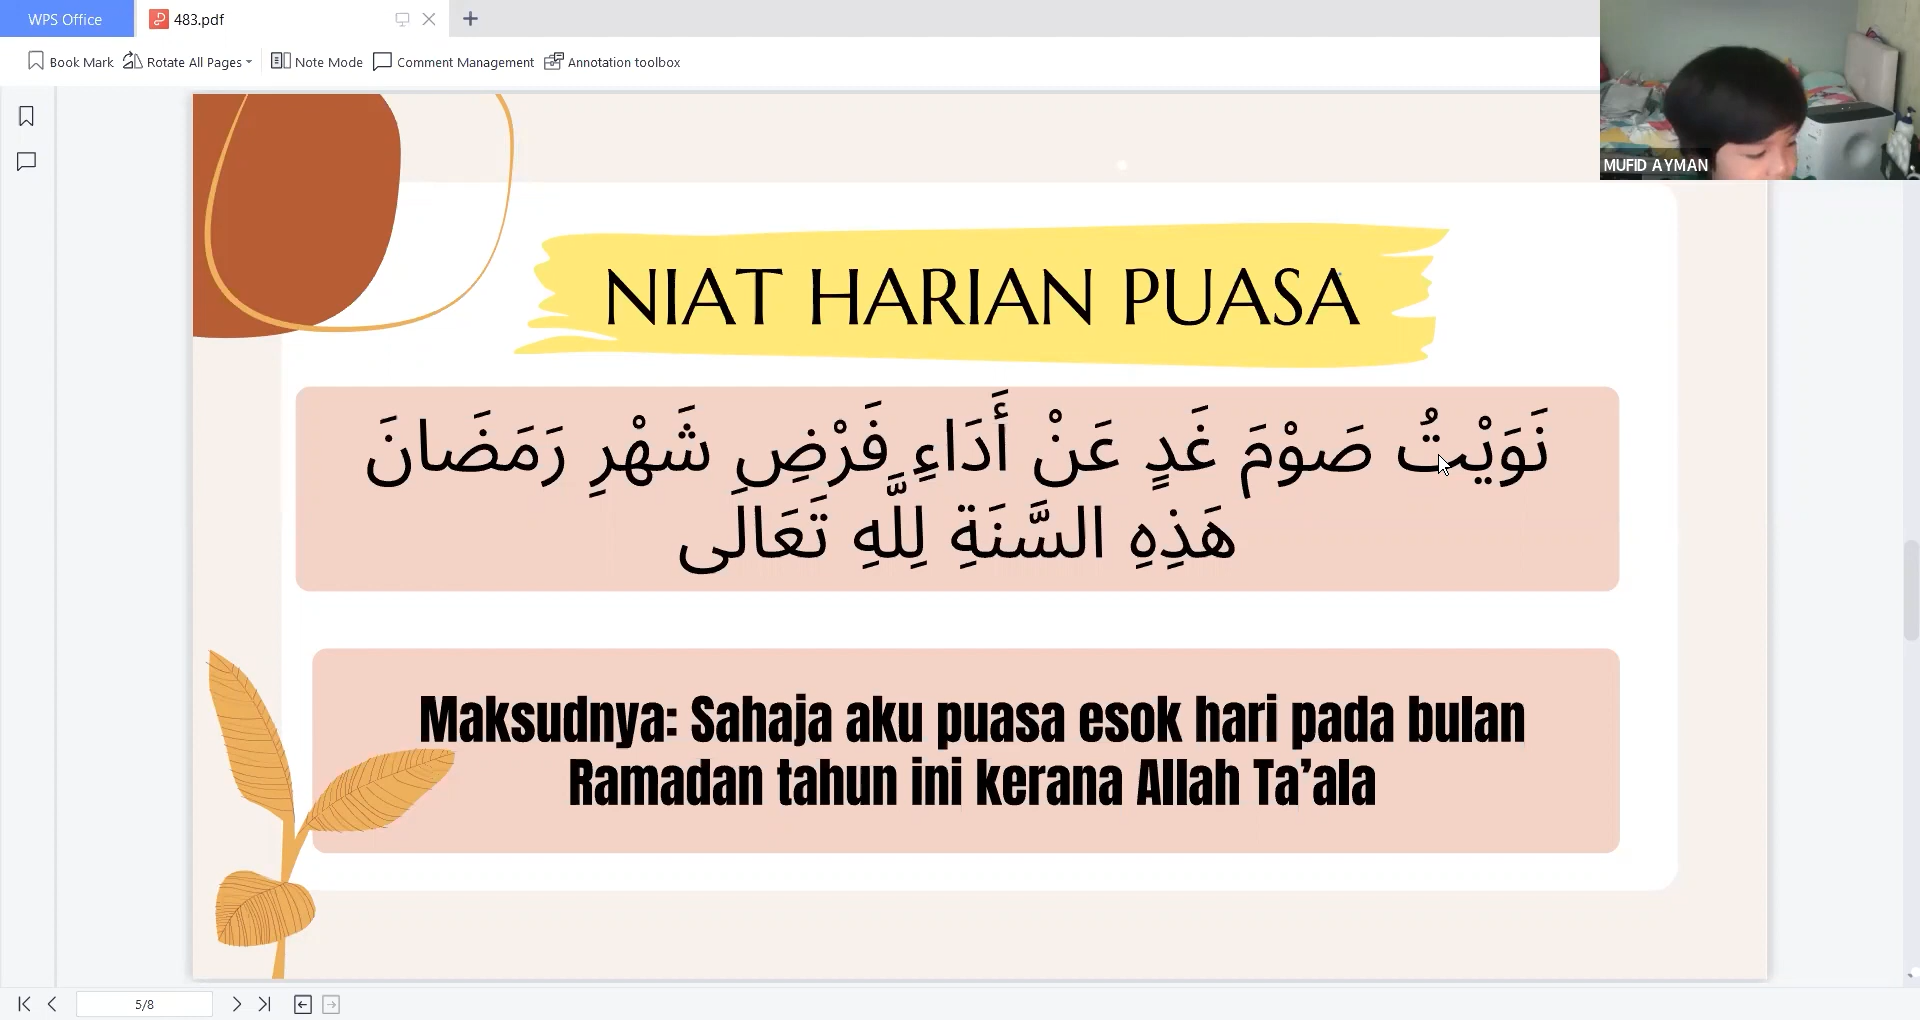 WPS Office
483.pdf
Book Mark
Rotate All Pages
Note Mode
Comment Management
Annotation toolbox
MUFID AYMAN
NIAT HARIAN PUASA
نَوَيْتُ صَوْمَ غَدٍ عَنْ أَدَاءِ فَرْضِ شَهْرِ رَمَضَانَ
هَذِهِ السَّنَةِ لِلَّهِ تَعَالَى
Maksudnya: Sahaja aku puasa esok hari pada bulan
Ramadan tahun ini kerana Allah Ta’ala
5/8